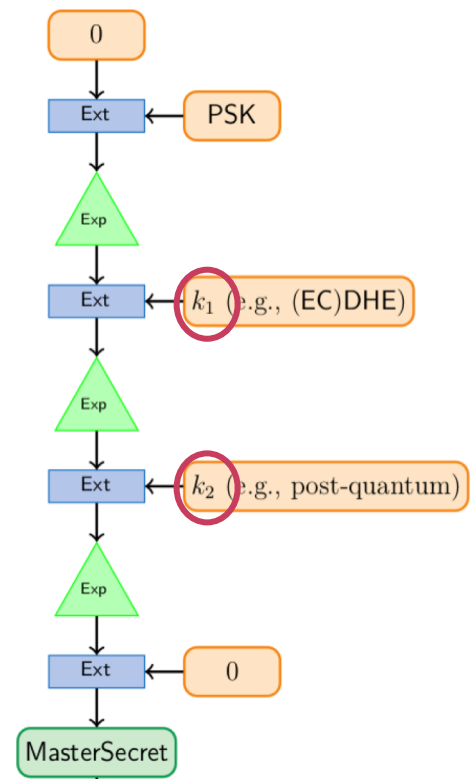 0
Ext
PSK
Exp
Ext
k₁ (e.g., (EC)DHE)
Exp
Ext
k₂ (e.g., post-quantum)
Exp
Ext
0
MasterSecret